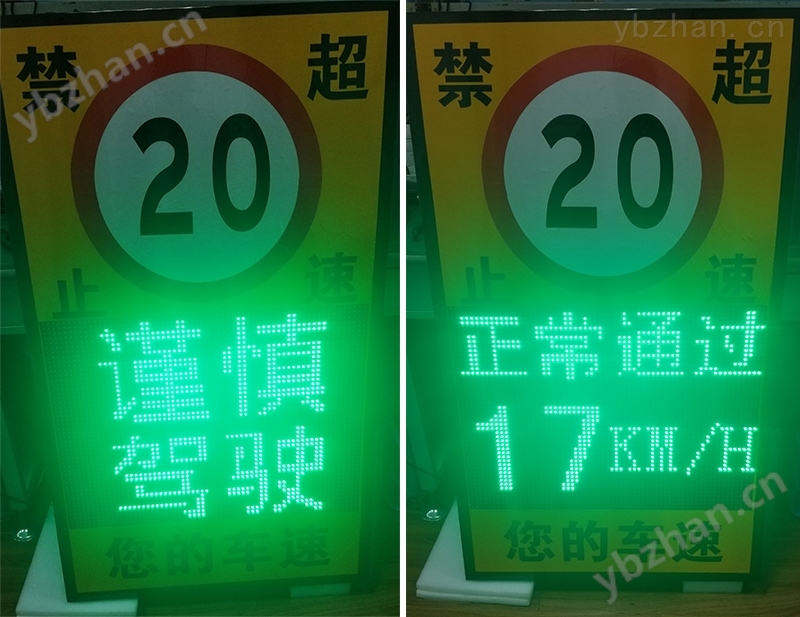 禁 超
20
止 速
谨慎
驾驶
您的车速
禁 超
20
止 速
正常通过
17KM/H
您的车速
ybzhan.cn
ybzhan.cn
ybzhan.cn